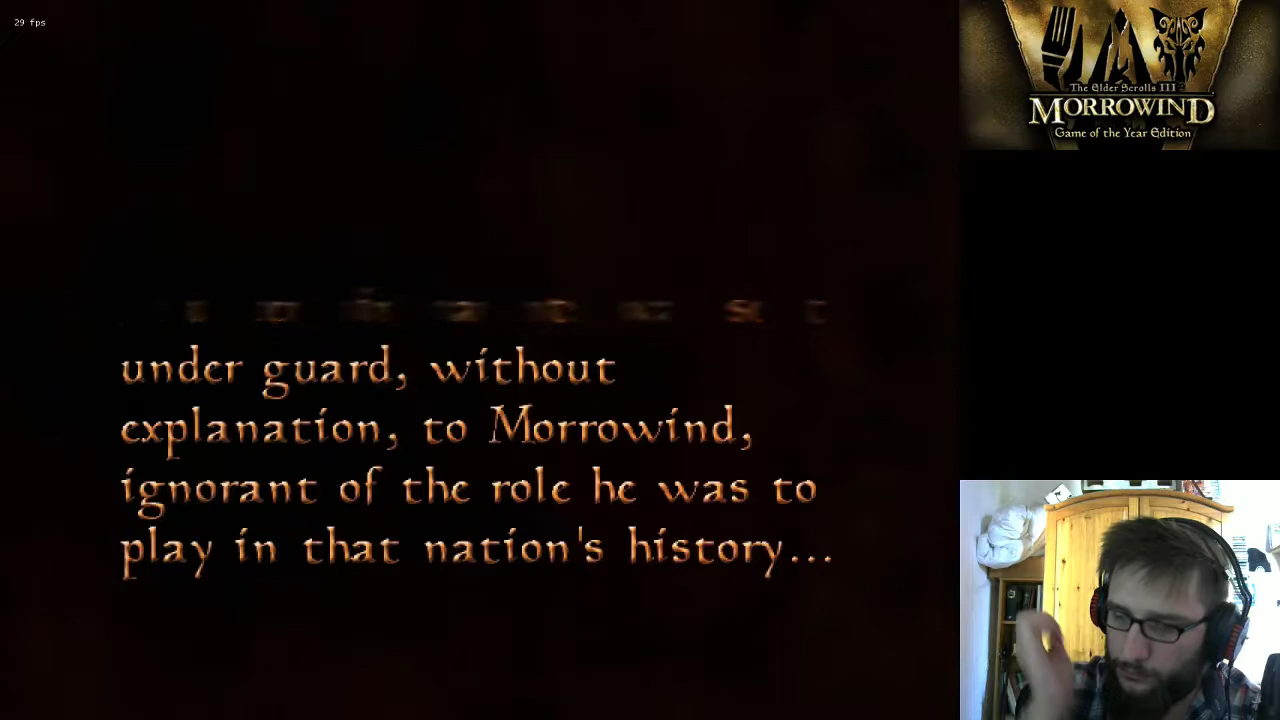 29 fps
The Elder Scrolls III
MORROWIND
Game of the Year Edition
under guard, without
explanation, to Morrowind,
ignorant of the role he was to
play in that nation's history...